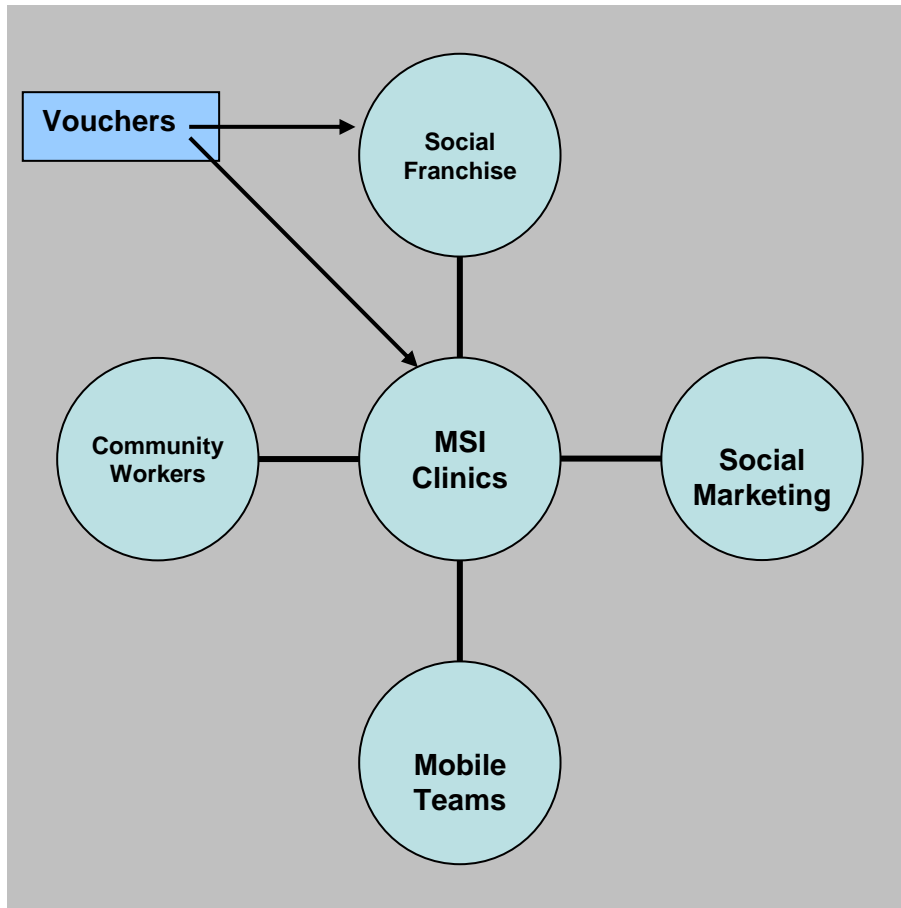 Vouchers
Social
Franchise
Community
Workers
MSI
Clinics
Social
Marketing
Mobile
Teams